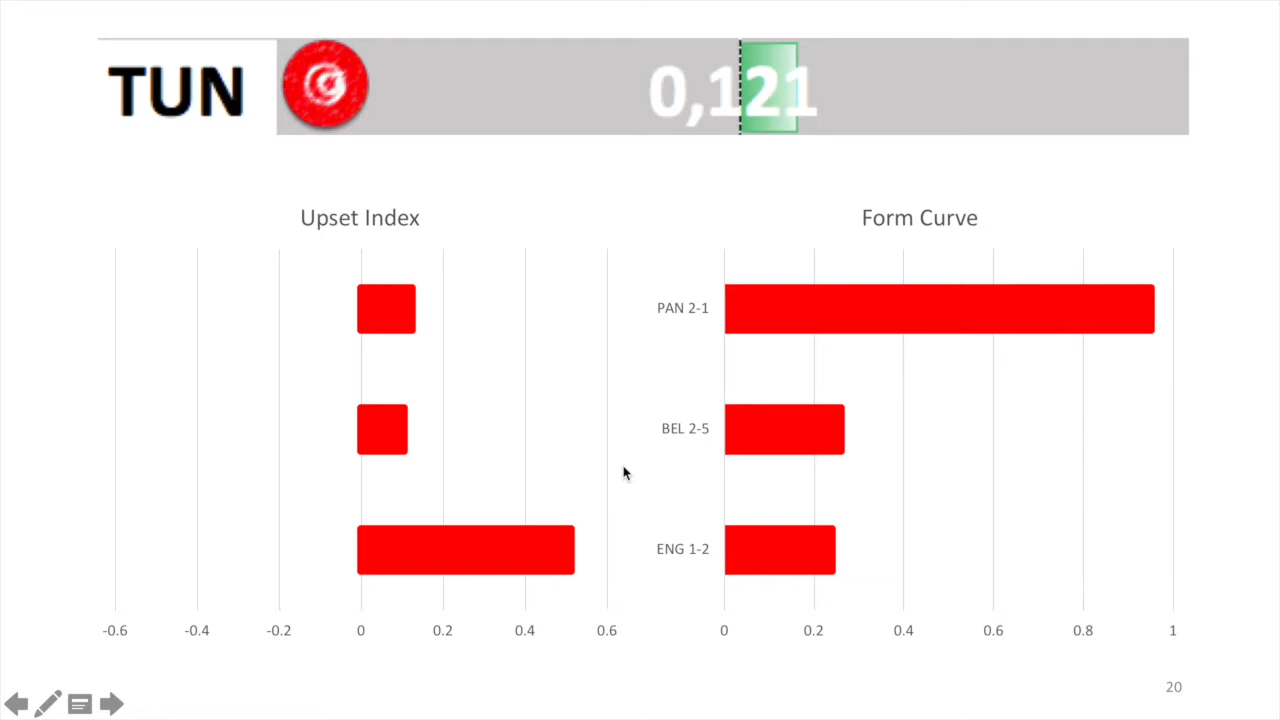 TUN
0,121
Upset Index
Form Curve
PAN 2-1
BEL 2-5
ENG 1-2
-0.6 -0.4 -0.2 0 0.2 0.4 0.6
0 0.2 0.4 0.6 0.8 1
20